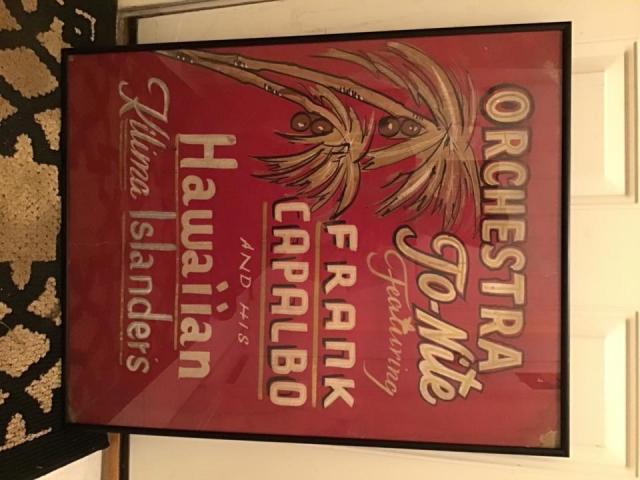 ORCHESTRA
To-Nite
Featuring
FRANK
CAPALBO
AND HIS
Hawaiian
Kilima Islanders